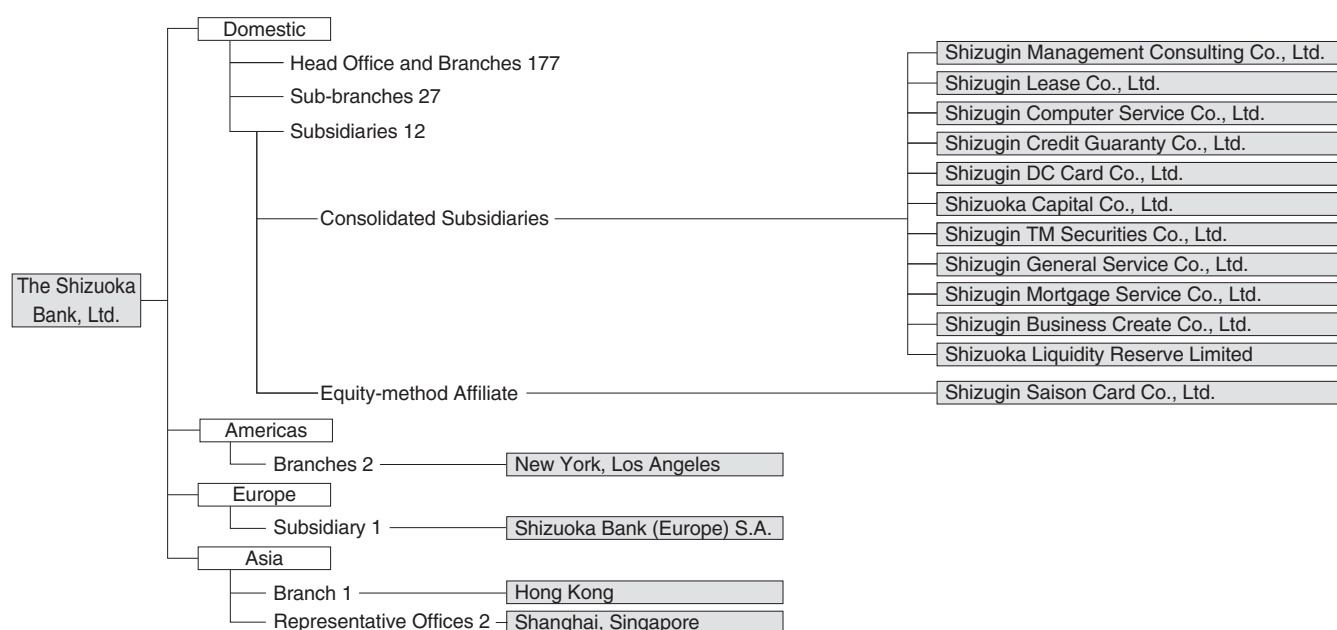 The Shizuoka
Bank, Ltd.
Domestic
Head Office and Branches 177
Sub-branches 27
Subsidiaries 12
Consolidated Subsidiaries
Shizugin Management Consulting Co., Ltd.
Shizugin Lease Co., Ltd.
Shizugin Computer Service Co., Ltd.
Shizugin Credit Guaranty Co., Ltd.
Shizugin DC Card Co., Ltd.
Shizuoka Capital Co., Ltd.
Shizugin TM Securities Co., Ltd.
Shizugin General Service Co., Ltd.
Shizugin Mortgage Service Co., Ltd.
Shizugin Business Create Co., Ltd.
Shizuoka Liquidity Reserve Limited
Equity-method Affiliate
Shizugin Saison Card Co., Ltd.
Americas
Branches 2
New York, Los Angeles
Europe
Subsidiary 1
Shizuoka Bank (Europe) S.A.
Asia
Branch 1
Hong Kong
Representative Offices 2
Shanghai, Singapore